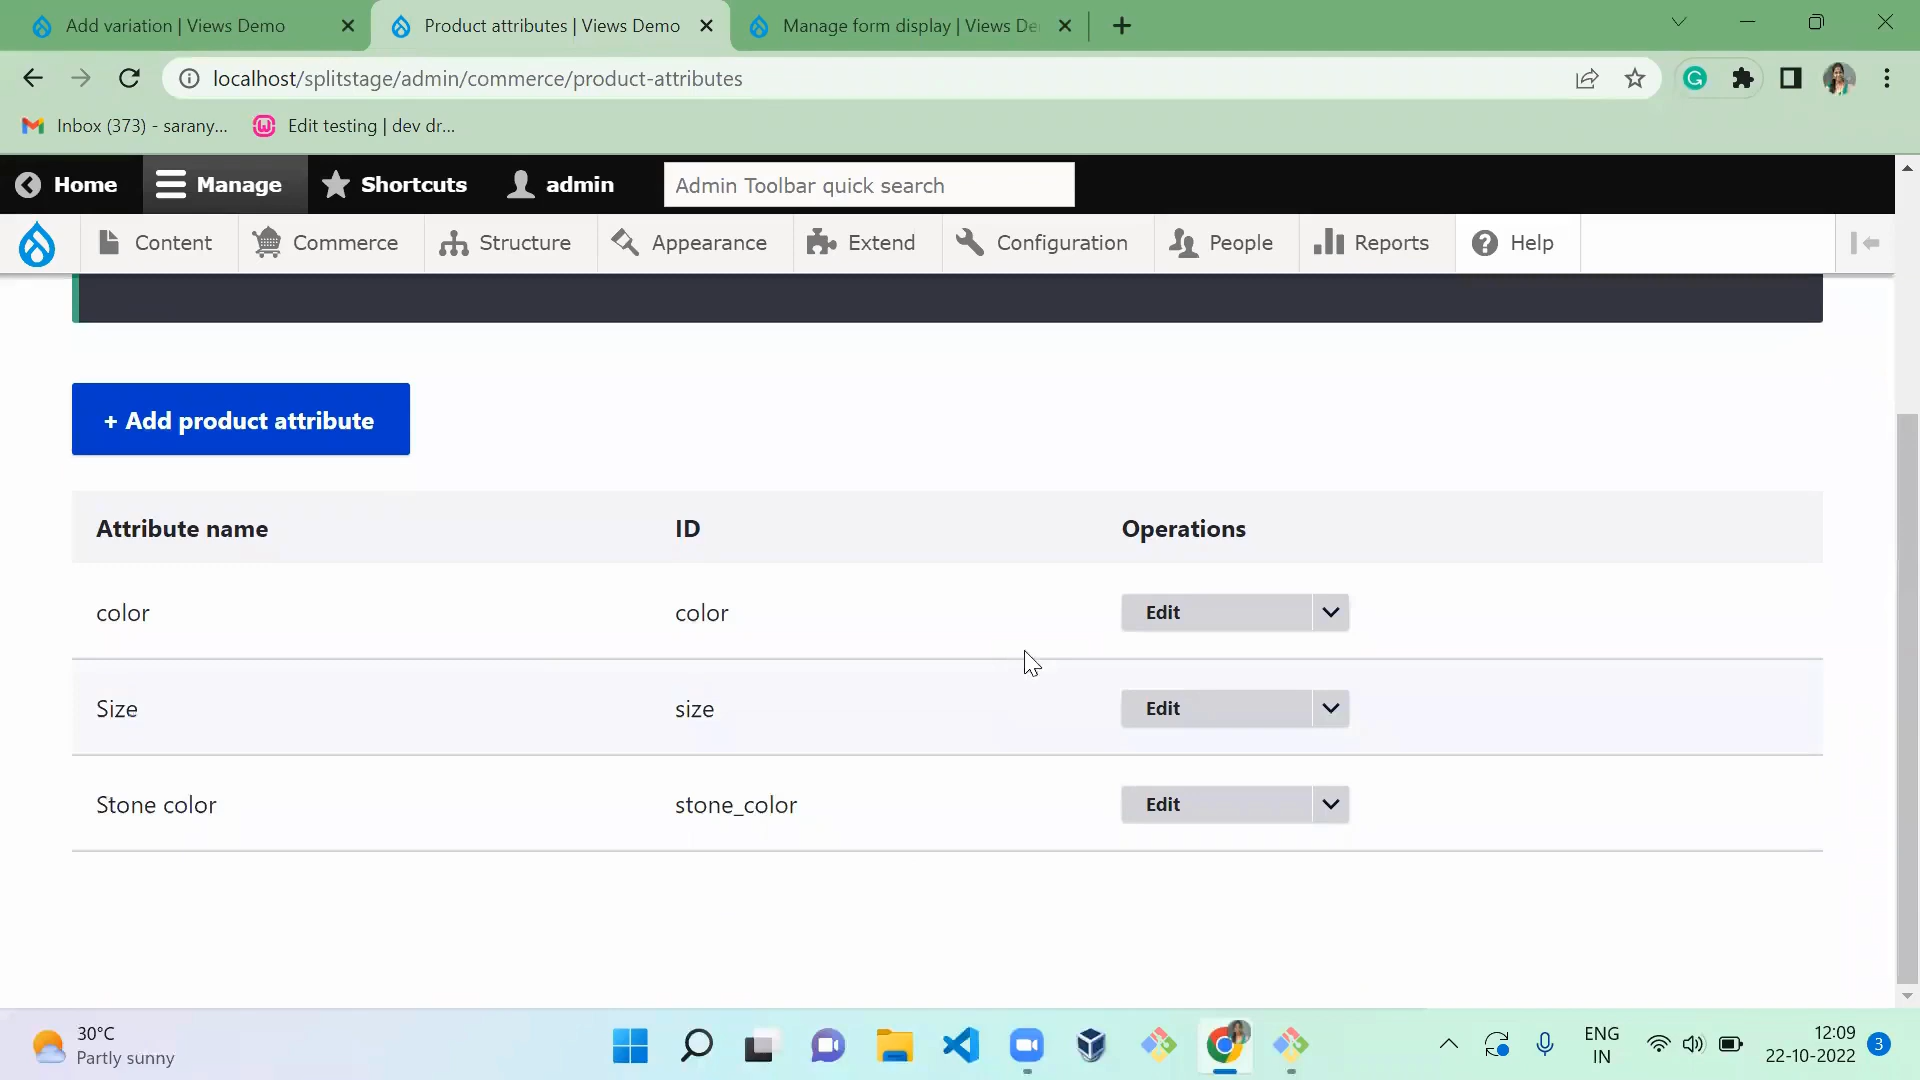 Add variation | Views Demo
Product attributes | Views Demo
Manage form display | Views De
localhost/splitstage/admin/commerce/product-attributes
Inbox (373) - sarany...
Edit testing | dev dr...
Home
Manage
Shortcuts
admin
Admin Toolbar quick search
Content
Commerce
Structure
Appearance
Extend
Configuration
People
Reports
Help
+ Add product attribute
Attribute name ID Operations
color color Edit
Size size Edit
Stone color stone_color Edit
30°C
Partly sunny
ENG
IN
12:09
22-10-2022
3